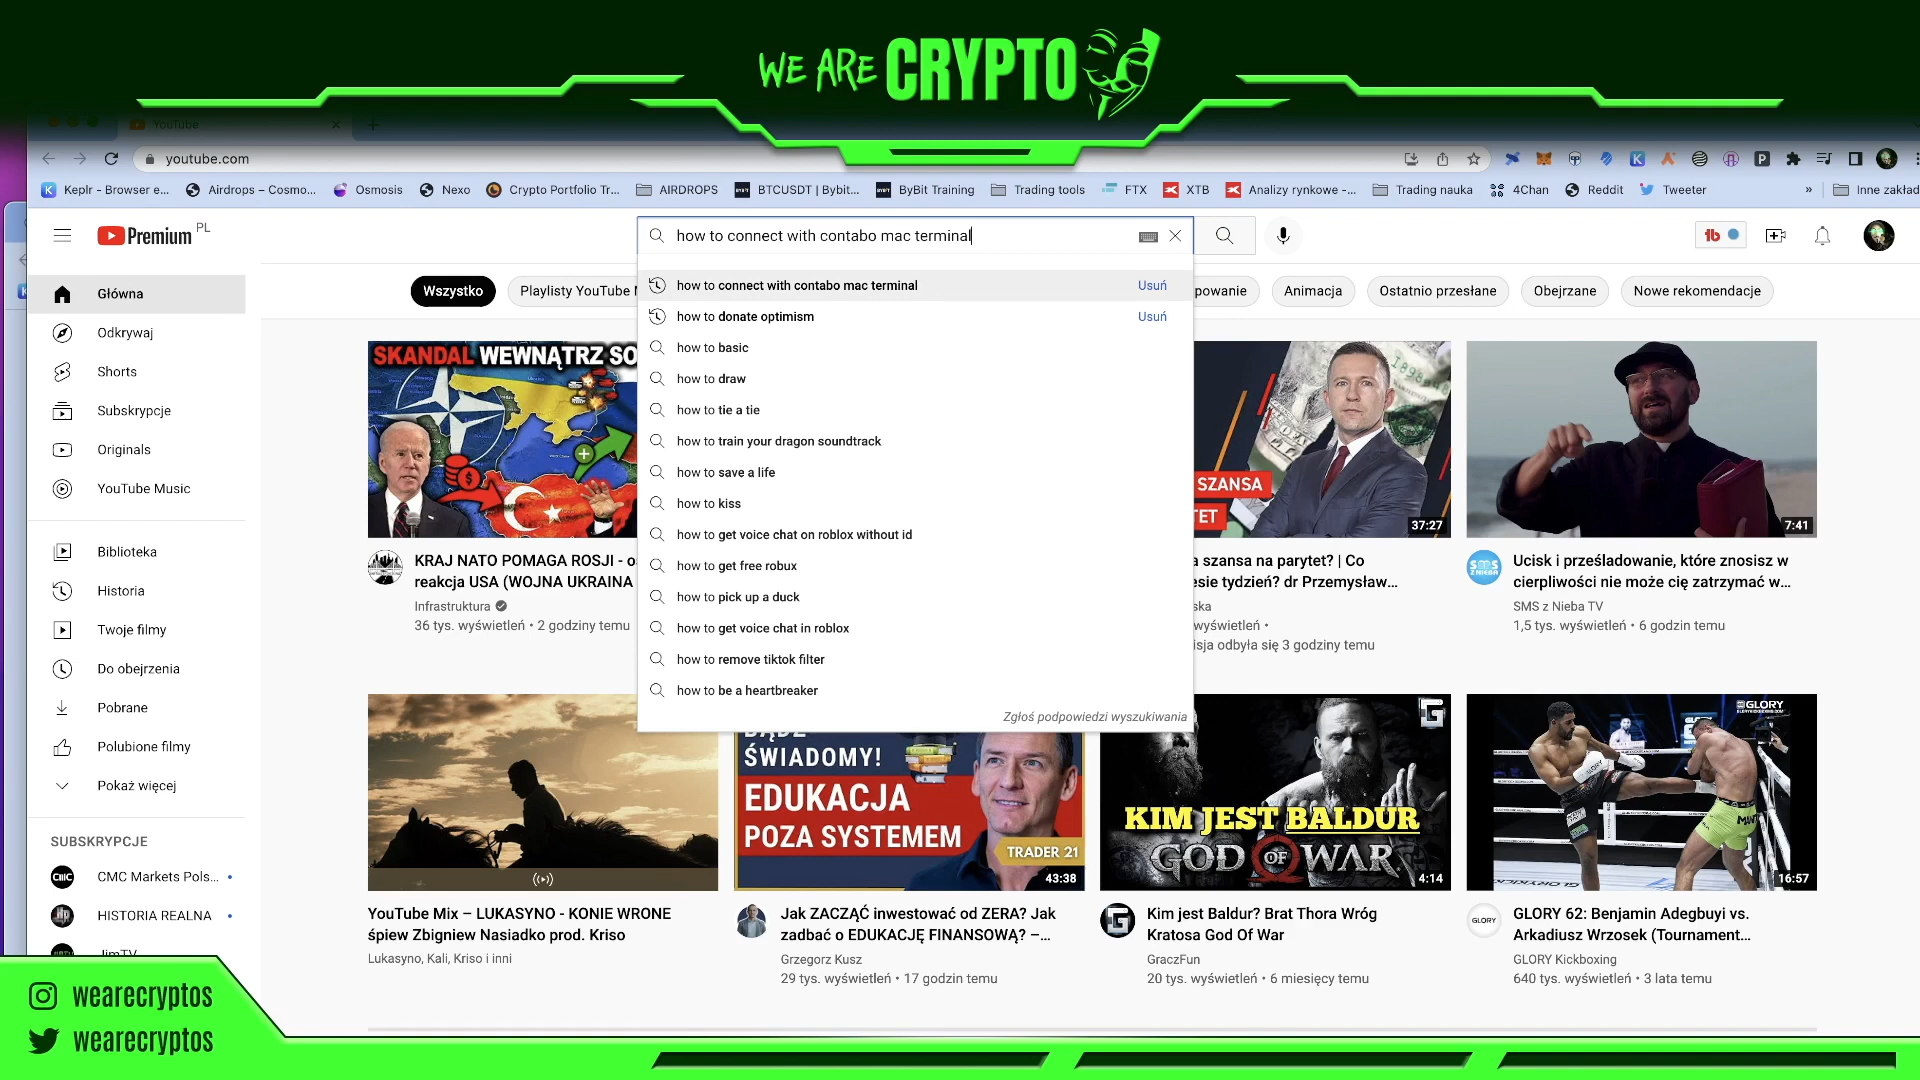 WE ARE CRYPTO
YouTube
youtube.com
Keplr - Browser e...
Airdrops – Cosmo...
Osmosis
Nexo
Crypto Portfolio Tr...
AIRDROPS
BTCUSDT | Bybit...
ByBit Training
Trading tools
FTX
XTB
Analizy rynkowe -...
Trading nauka
4Chan
Reddit
Tweeter
»
Inne zakład
Premium PL
how to connect with contabo mac terminal
how to connect with contabo mac terminal
Usuń
how to donate optimism
Usuń
how to basic
how to draw
how to tie a tie
how to train your dragon soundtrack
how to save a life
how to kiss
how to get voice chat on roblox without id
how to get free robux
how to pick up a duck
how to get voice chat in roblox
how to remove tiktok filter
how to be a heartbreaker
Zgłoś podpowiedzi wyszukiwania
Wszystko
Playlisty YouTube
powanie
Animacja
Ostatnio przesłane
Obejrzane
Nowe rekomendacje
Główna
Odkrywaj
Shorts
Subskrypcje
Originals
YouTube Music
Biblioteka
Historia
Twoje filmy
Do obejrzenia
Pobrane
Polubione filmy
Pokaż więcej
SUBSKRYPCJE
CMC Markets Pols...
HISTORIA REALNA
JimTV
SKANDAL WEWNĄTRZ SO
KRAJ NATO POMAGA ROSJI - o
reakcja USA (WOJNA UKRAINA
Infrastruktura
36 tys. wyświetleń • 2 godziny temu
SZANSA
TET
37:27
a szansa na parytet? | Co
esie tydzień? dr Przemysław...
ska
wyświetleń •
isja odbyła się 3 godziny temu
7:41
SMS Z NIEBA
Ucisk i prześladowanie, które znosisz w
cierpliwości nie może cię zatrzymać w...
SMS z Nieba TV
1,5 tys. wyświetleń • 6 godzin temu
YouTube Mix – LUKASYNO - KONIE WRONE
śpiew Zbigniew Nasiadko prod. Kriso
Lukasyno, Kali, Kriso i inni
BĄDŹ
ŚWIADOMY!
EDUKACJA
POZA SYSTEMEM
TRADER 21
43:38
Jak ZACZĄĆ inwestować od ZERA? Jak
zadbać o EDUKACJĘ FINANSOWĄ? –...
Grzegorz Kusz
29 tys. wyświetleń • 17 godzin temu
KIM JEST BALDUR
GOD OF WAR
4:14
Kim jest Baldur? Brat Thora Wróg
Kratosa God Of War
GraczFun
20 tys. wyświetleń • 6 miesięcy temu
GLORY
16:57
GLORY
GLORY 62: Benjamin Adegbuyi vs.
Arkadiusz Wrzosek (Tournament...
GLORY Kickboxing
640 tys. wyświetleń • 3 lata temu
wearecryptos
wearecryptos